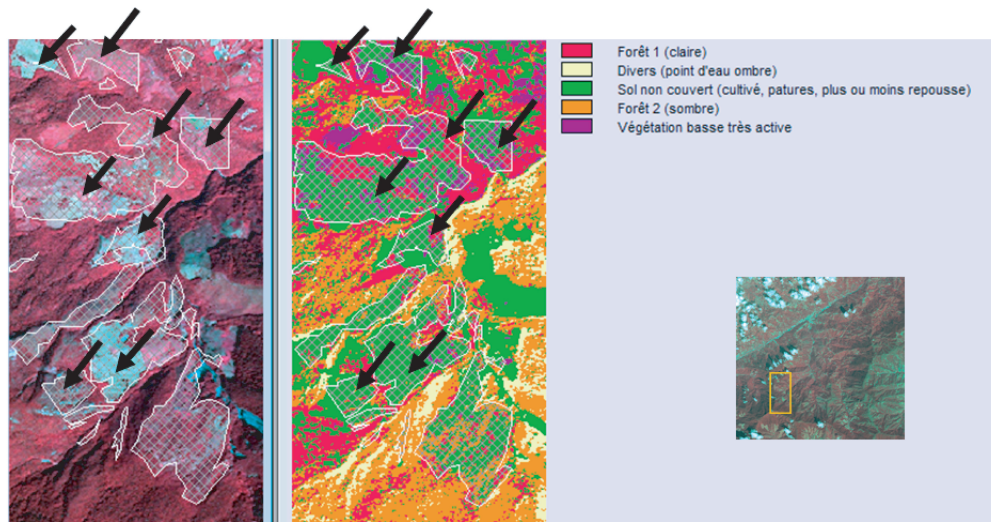 Forêt 1 (claire)
Divers (point d'eau ombre)
Sol non couvert (cultivé, patures, plus ou moins repousse)
Forêt 2 (sombre)
Végétation basse très active